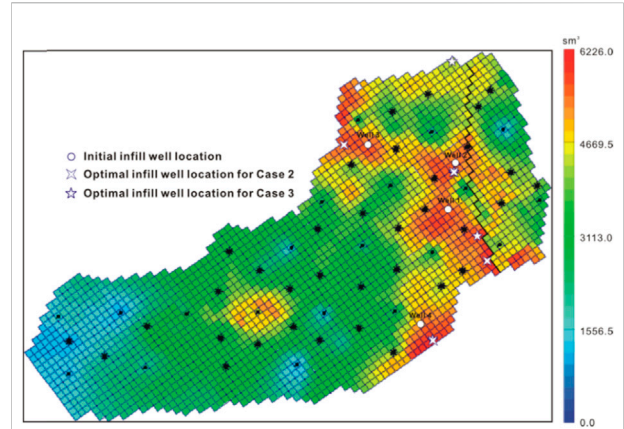 sm³
6226.0
Well 3
Initial infill well location
Well 2
Optimal infill well location for Case 2
4669.5
Optimal infill well location for Case 3
Well 1
3113.0
Well 4
1556.5
0.0